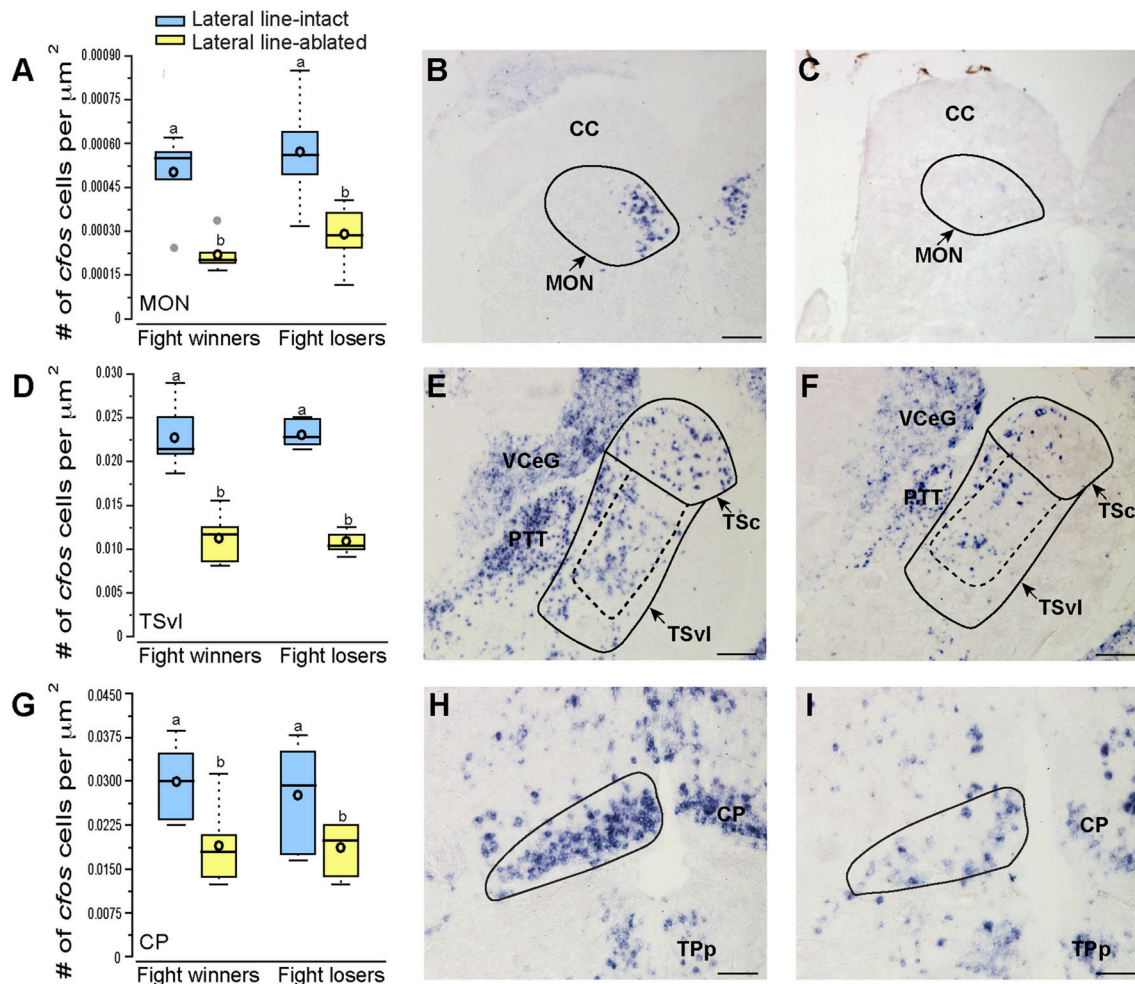 Lateral line-intact
Lateral line-ablated
A
# of cfos cells per µm²
0.00090
0.00075
0.00060
0.00045
0.00030
0.00015
0
a
b
a
b
MON
Fight winners
Fight losers
B
CC
MON
C
CC
MON
D
# of cfos cells per µm²
0.030
0.025
0.020
0.015
0.010
0.005
0
a
b
a
b
TSvl
Fight winners
Fight losers
E
VCeG
PTT
TSc
TSvl
F
VCeG
PTT
TSc
TSvl
G
# of cfos cells per µm²
0.0450
0.0375
0.0300
0.0225
0.0150
0.0075
0
a
b
a
b
CP
Fight winners
Fight losers
H
CP
TPp
I
CP
TPp